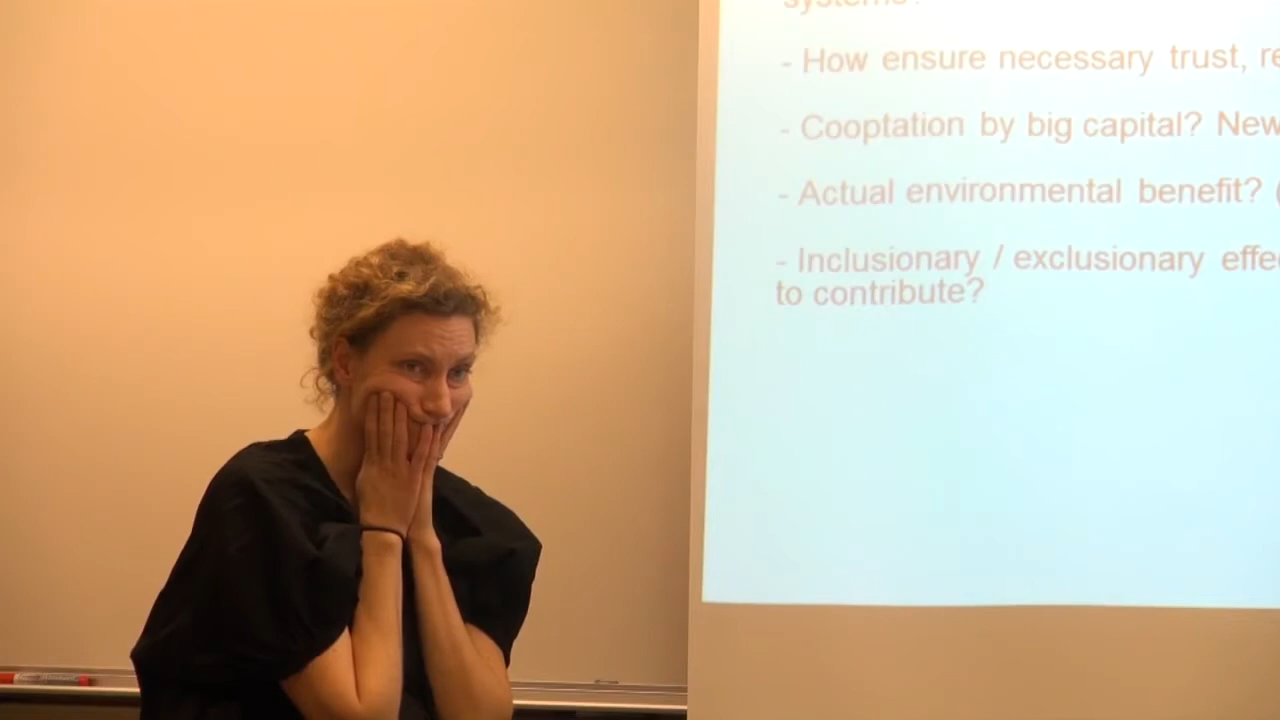 systems?
- How ensure necessary trust, re
- Cooptation by big capital? New
- Actual environmental benefit? (
- Inclusionary / exclusionary effe
to contribute?